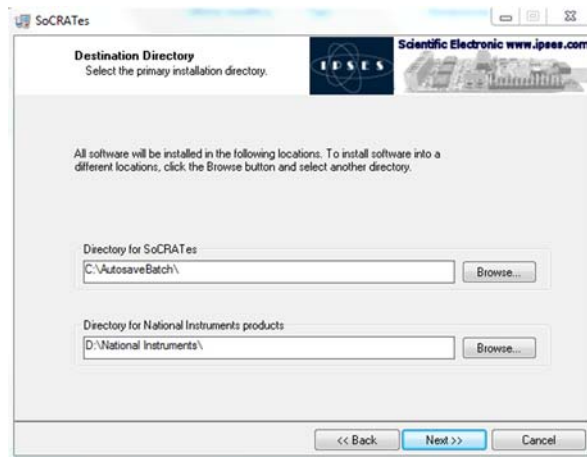 SoCRATes
Destination Directory
Select the primary installation directory.
IPSES
Scientific Electronic www.ipses.com
All software will be installed in the following locations. To install software into a
different locations, click the Browse button and select another directory.
Directory for SoCRATes
C:\AutosaveBatch\
Browse...
Directory for National Instruments products
D:\National Instruments\
Browse...
<< Back
Next >>
Cancel